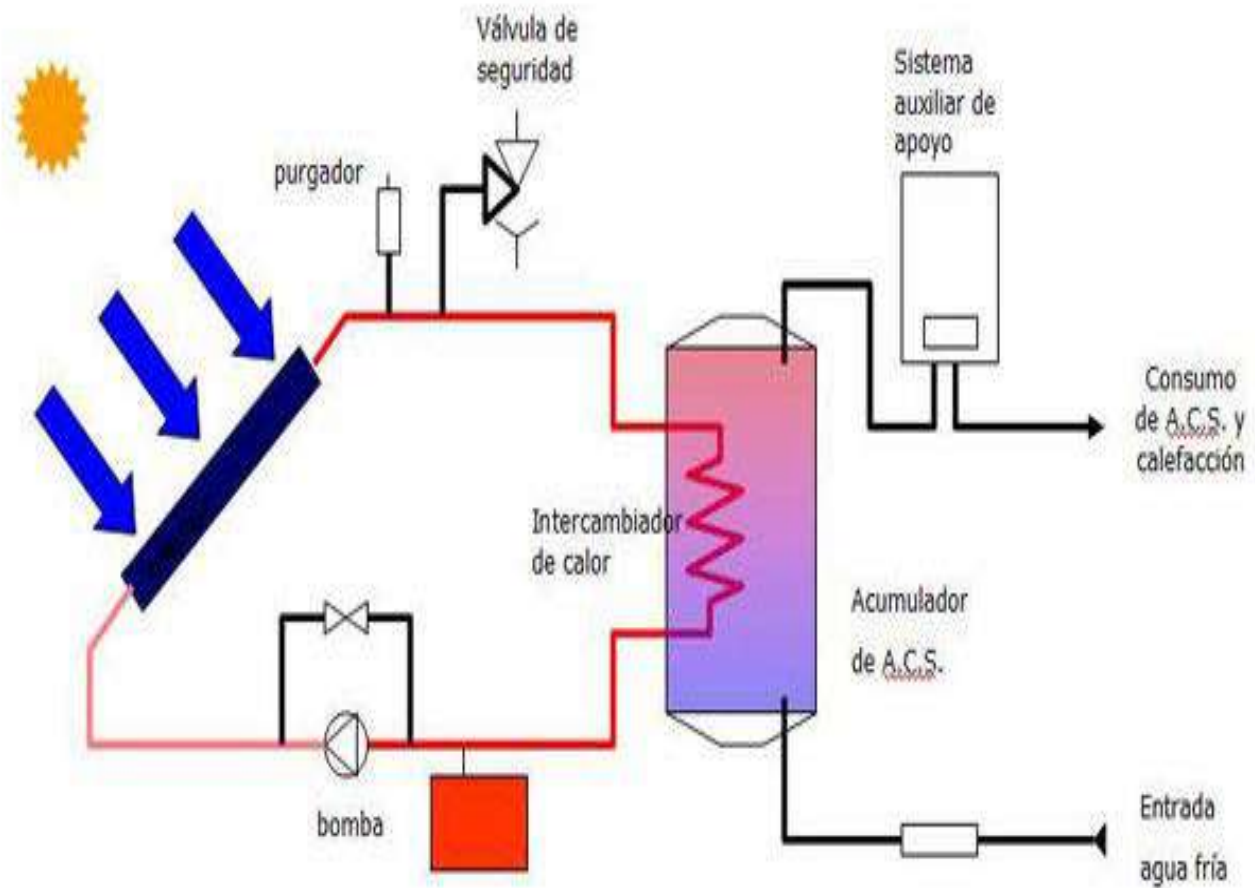 Válvula de
seguridad
Sistema
auxiliar de
apoyo
purgador
Consumo
de A.C.S. y
calefacción
Intercambiador
de calor
Acumulador
de A.C.S.
bomba
Entrada
agua fría